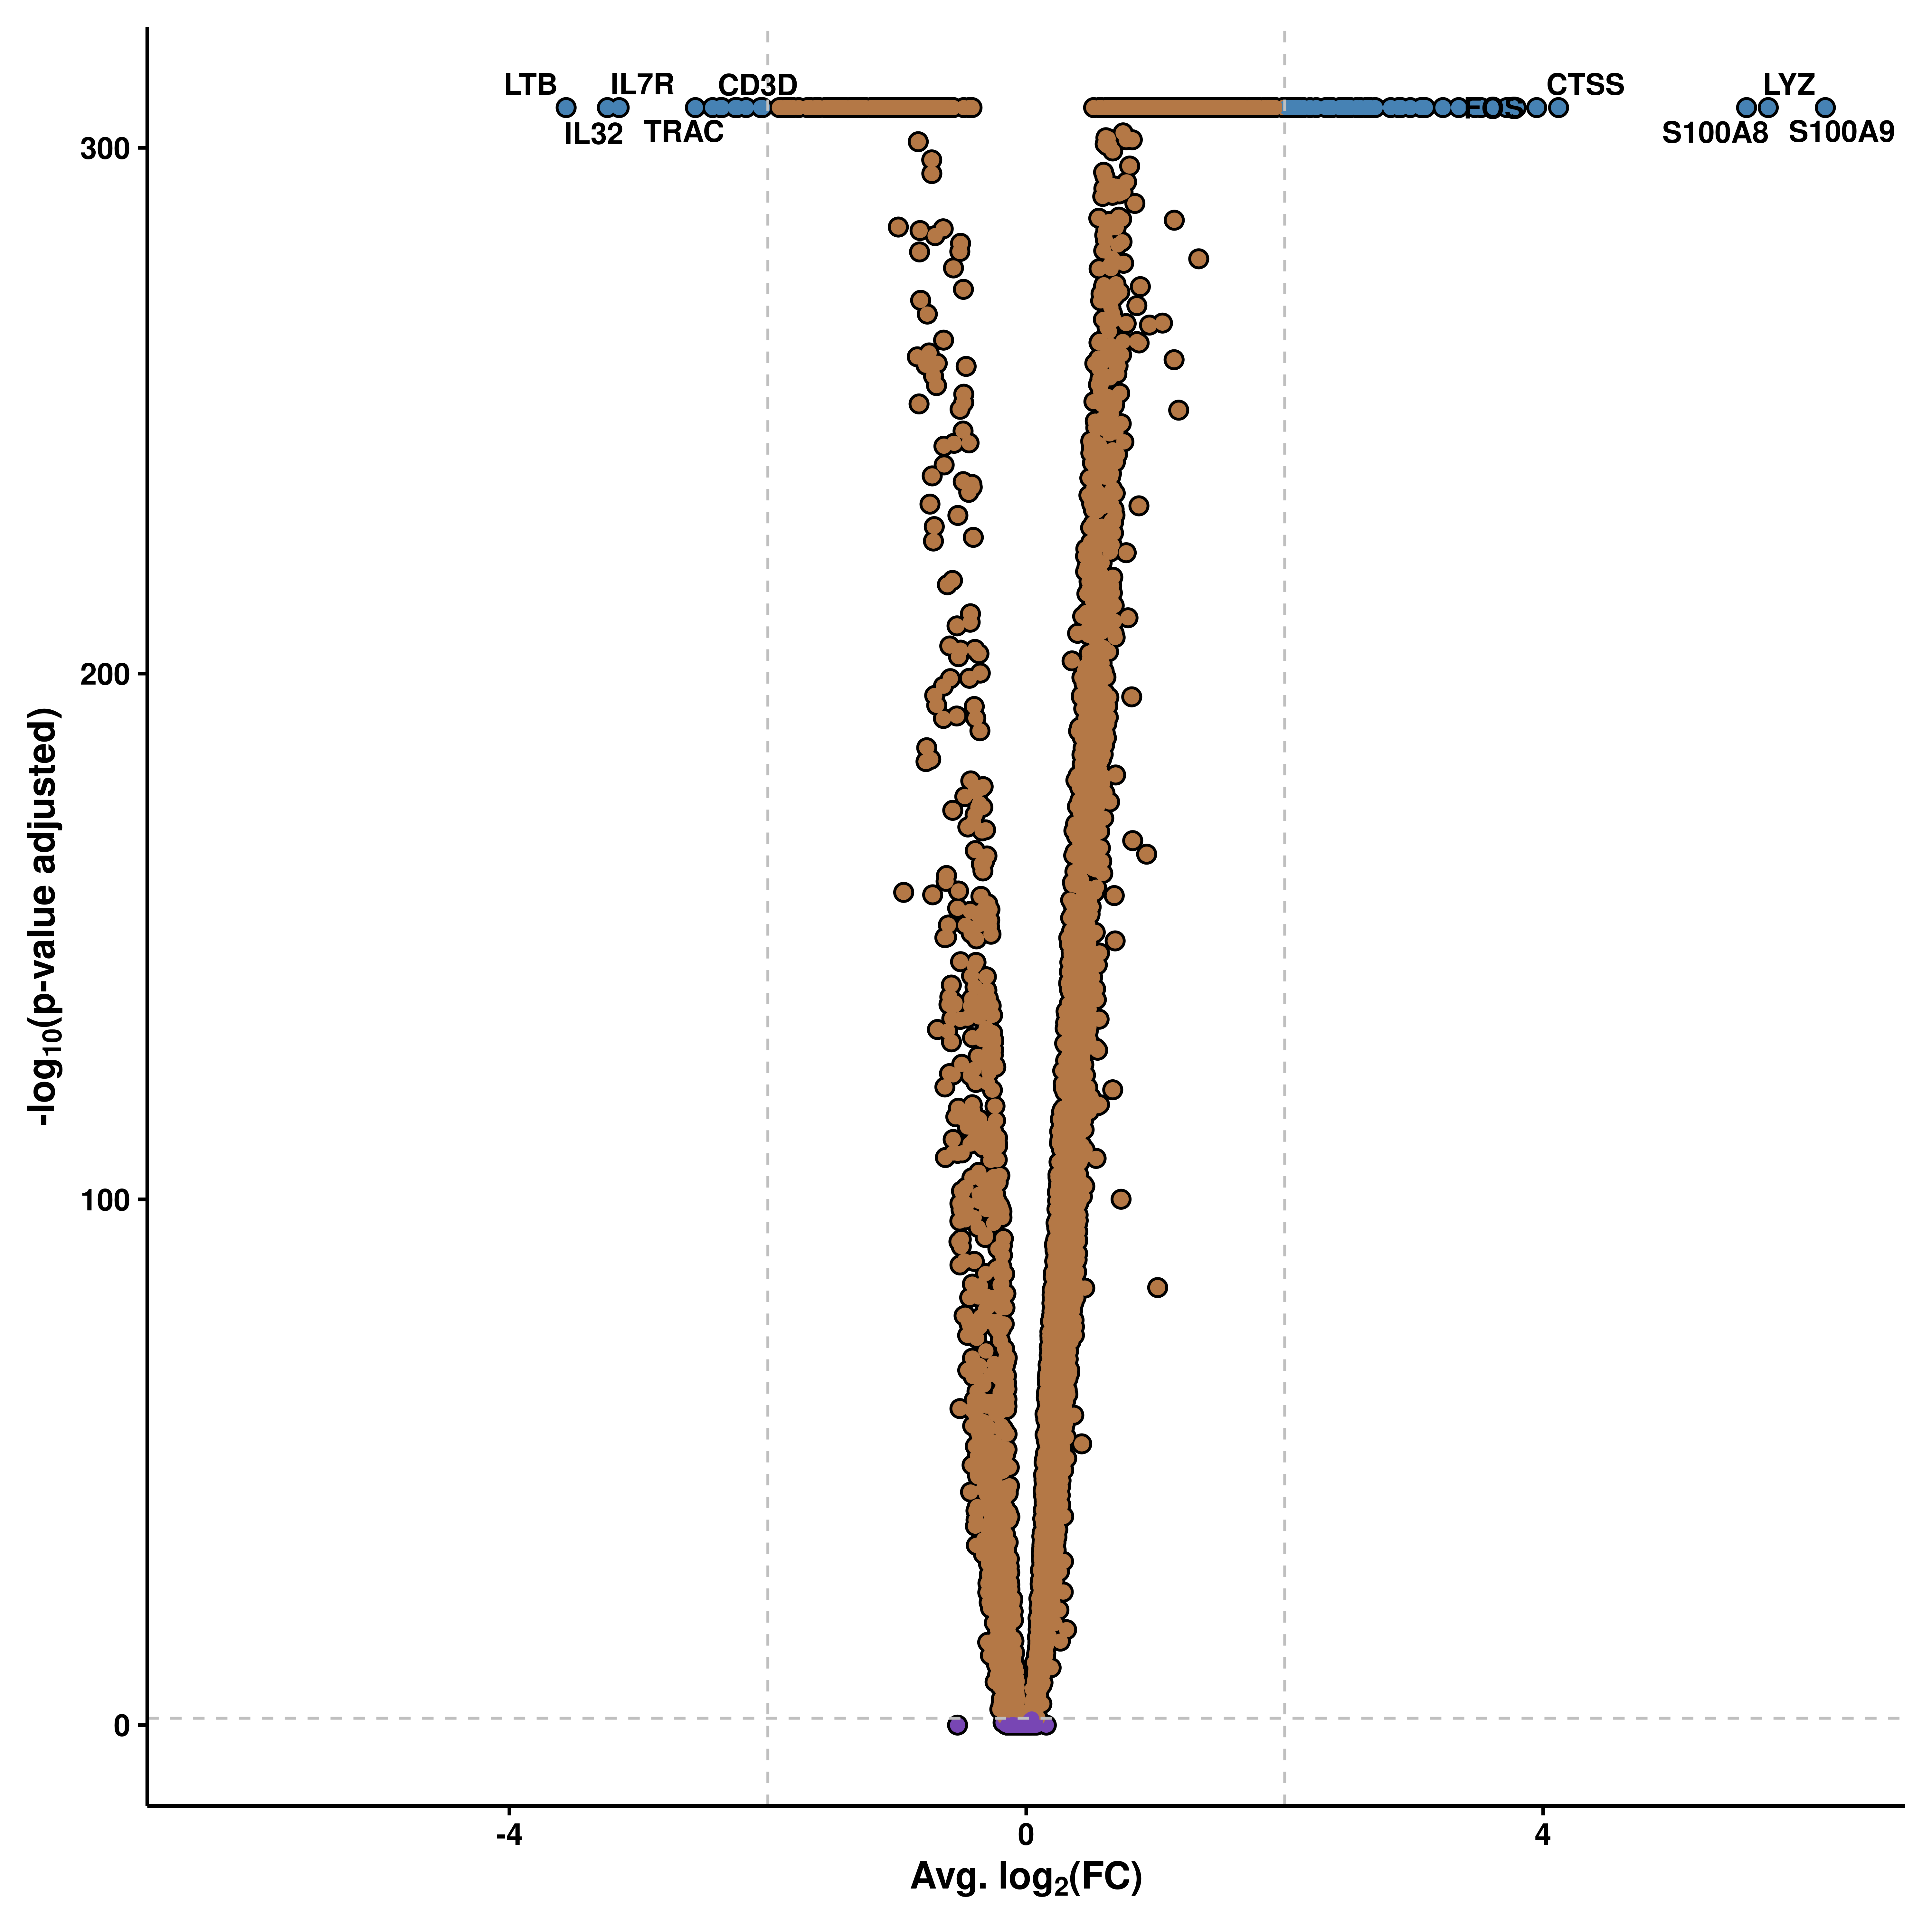 LTB IL7R CD3D CTSS LYZ
FOS
IL32 TRAC S100A8 S100A9
300
200
100
0
-log₁₀(p-value adjusted)
-4 0 4
Avg. log₂(FC)